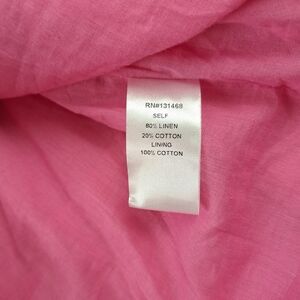 RN#131468
SELF
80% LINEN
20% COTTON
LINING
100% COTTON